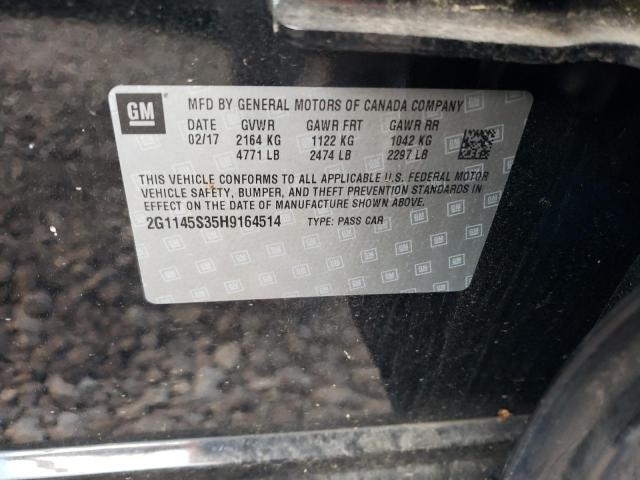 GM
MFD BY GENERAL MOTORS OF CANADA COMPANY
DATE GVWR GAWR FRT GAWR RR
02/17 2164 KG 1122 KG 1042 KG
4771 LB 2474 LB 2297 LB
THIS VEHICLE CONFORMS TO ALL APPLICABLE U.S. FEDERAL MOTOR
VEHICLE SAFETY, BUMPER, AND THEFT PREVENTION STANDARDS IN
EFFECT ON THE DATE OF MANUFACTURE SHOWN ABOVE.
2G1145S35H9164514 TYPE: PASS CAR